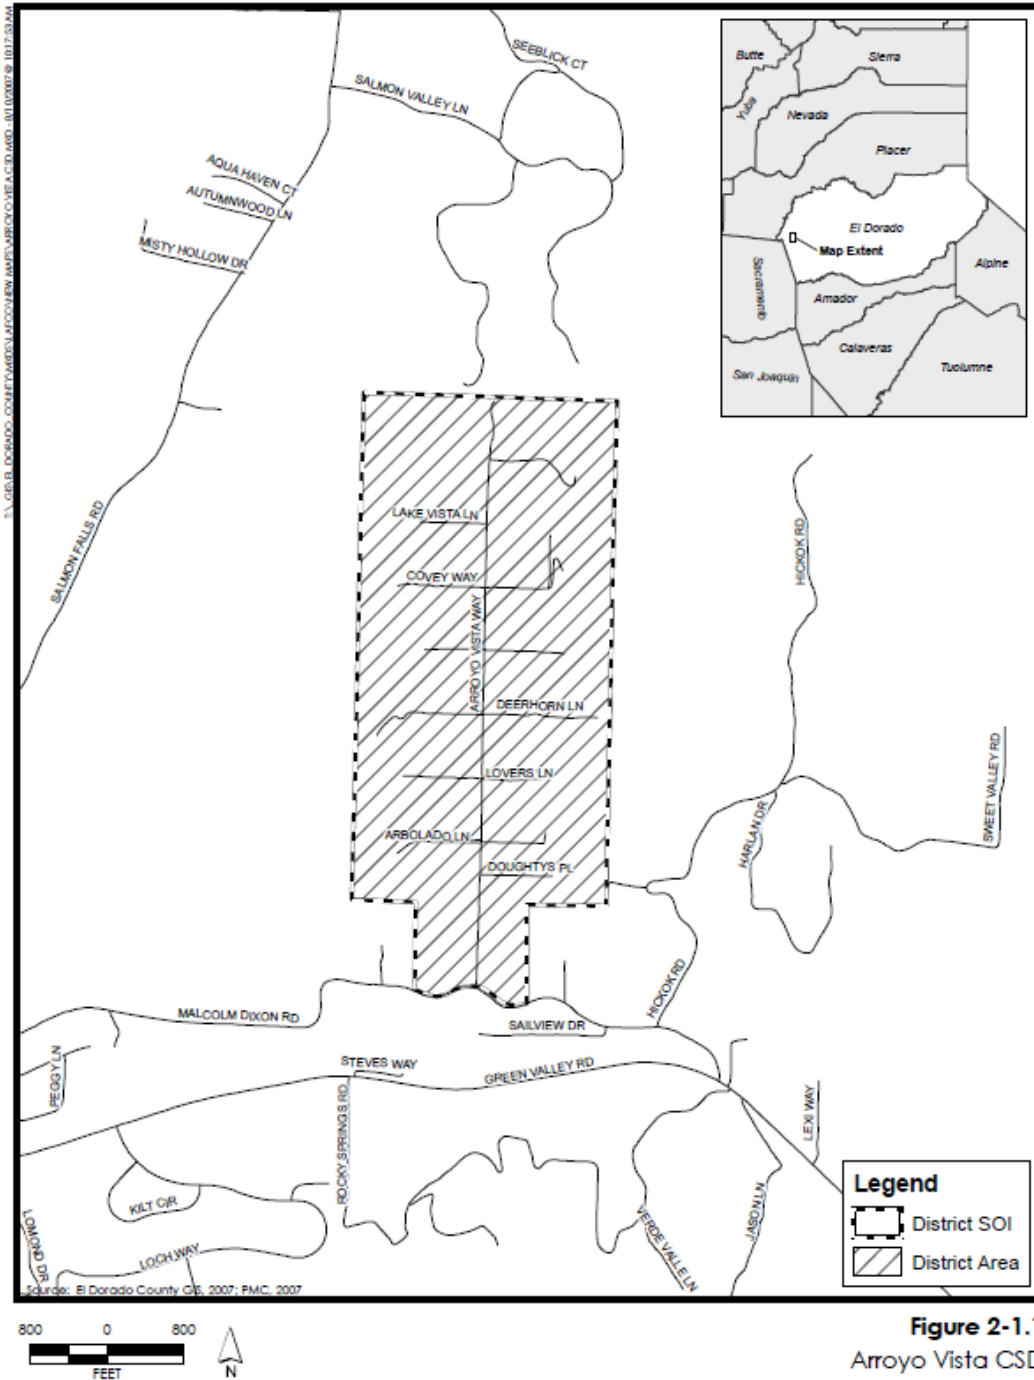 SEEBLICK CT
SALMON VALLEY LN
AQUA HAVEN CT
AUTUMNWOOD LN
MISTY HOLLOW DR
SALMON FALLS RD
Butte
Sierra
Yuba
Nevada
Placer
El Dorado
Map Extent
Alpine
Sacramento
Amador
Calaveras
Tuolumne
San Joaquin
LAKE VISTA LN
COVEY WAY
ARROYO VISTA WAY
DEERHORN LN
LOVERS LN
ARBOLADO LN
DOUGHTYS PL
HICKOK RD
SWEET VALLEY RD
HARLAN DR
HICKOK RD
MALCOLM DIXON RD
SAILVIEW DR
STEVES WAY
GREEN VALLEY RD
PEGGY LN
ROCKY SPRINGS RD
LEXI WAY
KILT CIR
LOMOND DR
LOCH WAY
VERDE VALLE LN
JASON LN
Legend
District SOI
District Area
Source: El Dorado County GIS, 2007; PMC, 2007
800 0 800
FEET
N
Figure 2-1.1
Arroyo Vista CSD